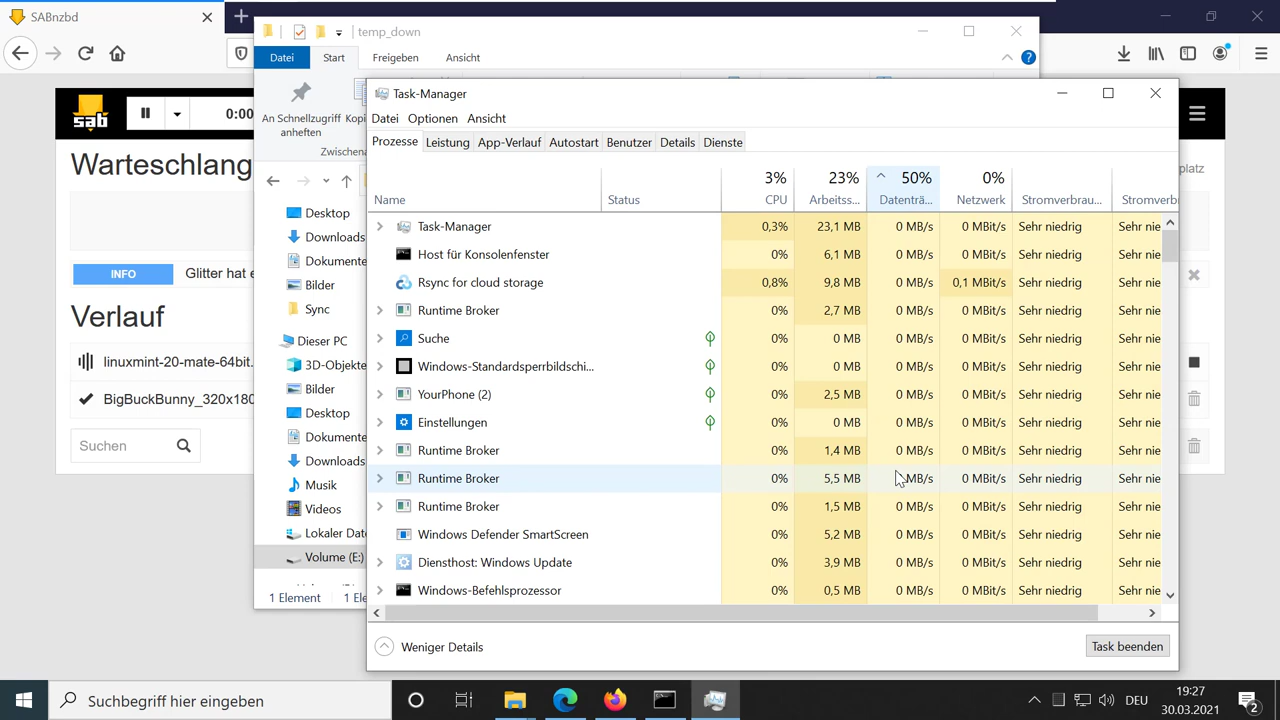 SABnzbd
temp_down
Datei Start Freigeben Ansicht
sab 0:00
An Schnellzugriff
anheften
Zwischen
Warteschlang
platz
INFO Glitter hat e
Verlauf
linuxmint-20-mate-64bit.
BigBuckBunny_320x180
Suchen
Desktop
Downloads
Dokumente
Bilder
Sync
Dieser PC
3D-Objekte
Bilder
Desktop
Dokumente
Downloads
Musik
Videos
Lokaler Date
Volume (E:)
1 Element 1 Ele
Task-Manager
Datei Optionen Ansicht
Prozesse Leistung App-Verlauf Autostart Benutzer Details Dienste
3% 23% 50% 0%
Name Status CPU Arbeitss... Datenträ... Netzwerk Stromverbrau... Stromverb
Task-Manager 0,3% 23,1 MB 0 MB/s 0 MBit/s Sehr niedrig Sehr nie
Host für Konsolenfenster 0% 6,1 MB 0 MB/s 0 MBit/s Sehr niedrig Sehr nie
Rsync for cloud storage 0,8% 9,8 MB 0 MB/s 0,1 MBit/s Sehr niedrig Sehr nie
Runtime Broker 0% 2,7 MB 0 MB/s 0 MBit/s Sehr niedrig Sehr nie
Suche 0% 0 MB 0 MB/s 0 MBit/s Sehr niedrig Sehr nie
Windows-Standardsperrbildschi... 0% 0 MB 0 MB/s 0 MBit/s Sehr niedrig Sehr nie
YourPhone (2) 0% 2,5 MB 0 MB/s 0 MBit/s Sehr niedrig Sehr nie
Einstellungen 0% 0 MB 0 MB/s 0 MBit/s Sehr niedrig Sehr nie
Runtime Broker 0% 1,4 MB 0 MB/s 0 MBit/s Sehr niedrig Sehr nie
Runtime Broker 0% 5,5 MB MB/s 0 MBit/s Sehr niedrig Sehr nie
Runtime Broker 0% 1,5 MB 0 MB/s 0 MBit/s Sehr niedrig Sehr nie
Windows Defender SmartScreen 0% 5,2 MB 0 MB/s 0 MBit/s Sehr niedrig Sehr nie
Diensthost: Windows Update 0% 3,9 MB 0 MB/s 0 MBit/s Sehr niedrig Sehr nie
Windows-Befehlsprozessor 0% 0,5 MB 0 MB/s 0 MBit/s Sehr niedrig Sehr nie
Weniger Details Task beenden
Suchbegriff hier eingeben
DEU 19:27
30.03.2021
2